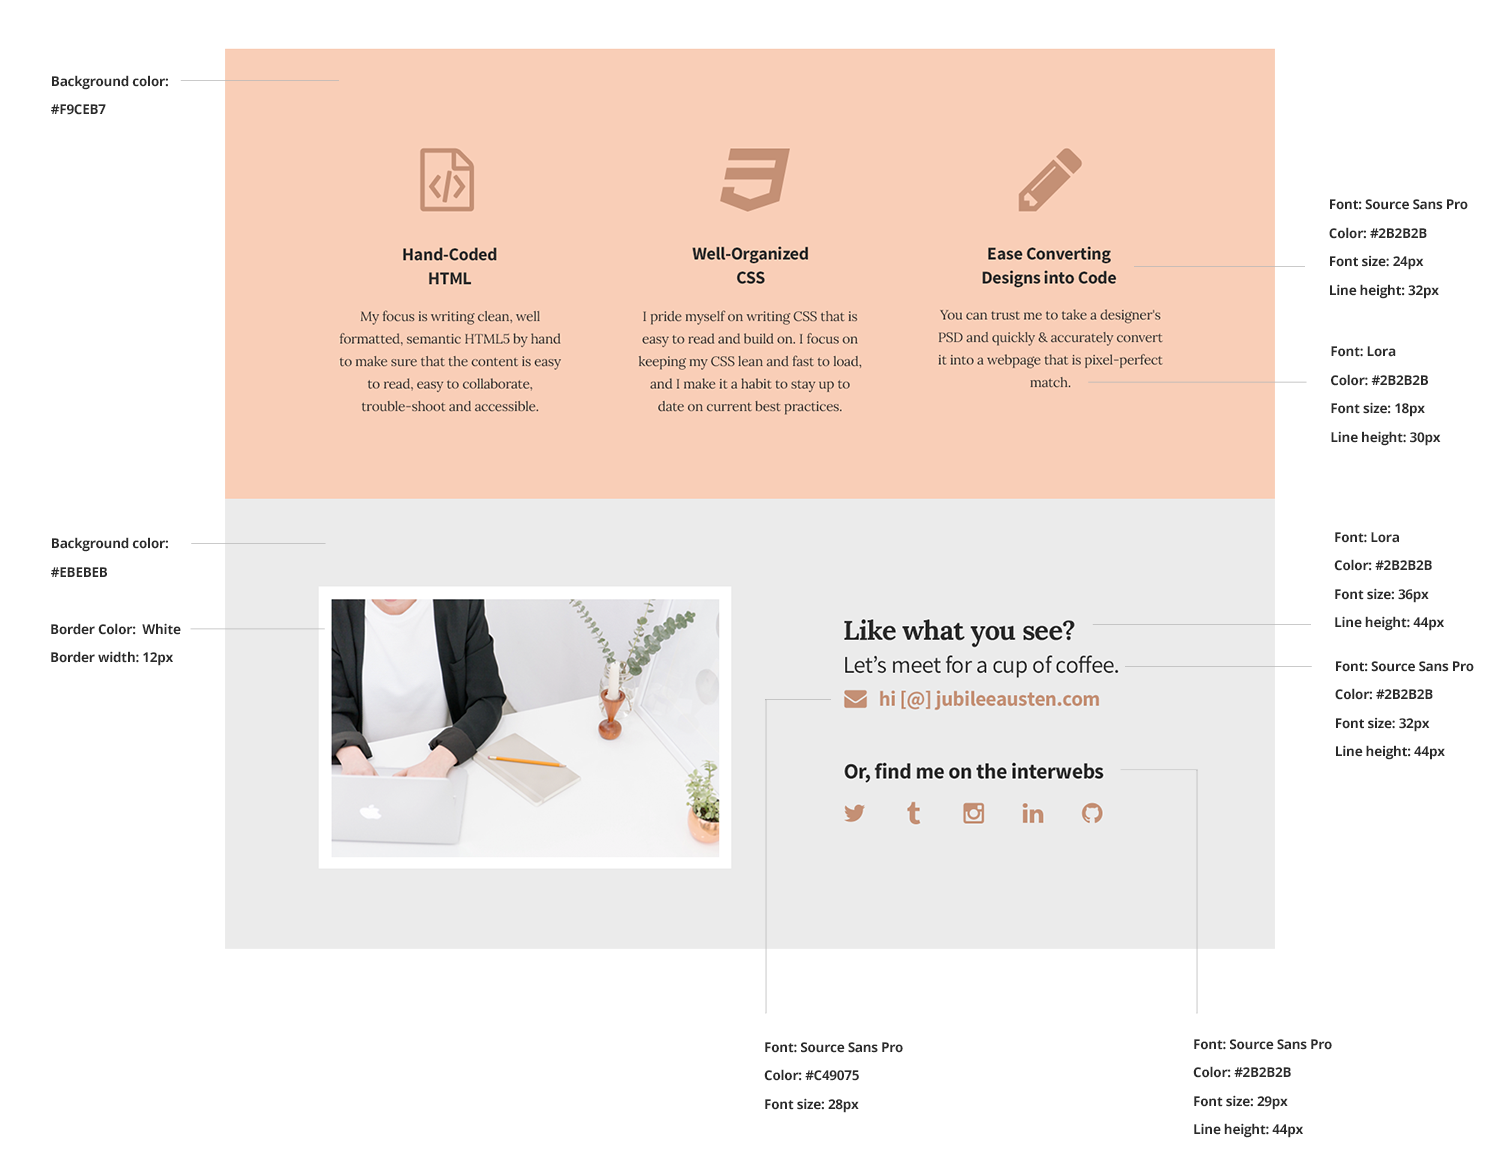 Background color:
#F9CEB7
Hand-Coded
HTML
My focus is writing clean, well
formatted, semantic HTML5 by hand
to make sure that the content is easy
to read, easy to collaborate,
trouble-shoot and accessible.
Well-Organized
CSS
I pride myself on writing CSS that is
easy to read and build on. I focus on
keeping my CSS lean and fast to load,
and I make it a habit to stay up to
date on current best practices.
Ease Converting
Designs into Code
You can trust me to take a designer's
PSD and quickly & accurately convert
it into a webpage that is pixel-perfect
match.
Font: Source Sans Pro
Color: #2B2B2B
Font size: 24px
Line height: 32px
Font: Lora
Color: #2B2B2B
Font size: 18px
Line height: 30px
Background color:
#EBEBEB
Border Color:  White
Border width: 12px
Like what you see?
Let's meet for a cup of coffee.
hi [@] jubileeausten.com
Or, find me on the interwebs
Font: Lora
Color: #2B2B2B
Font size: 36px
Line height: 44px
Font: Source Sans Pro
Color: #2B2B2B
Font size: 32px
Line height: 44px
Font: Source Sans Pro
Color: #C49075
Font size: 28px
Font: Source Sans Pro
Color: #2B2B2B
Font size: 29px
Line height: 44px